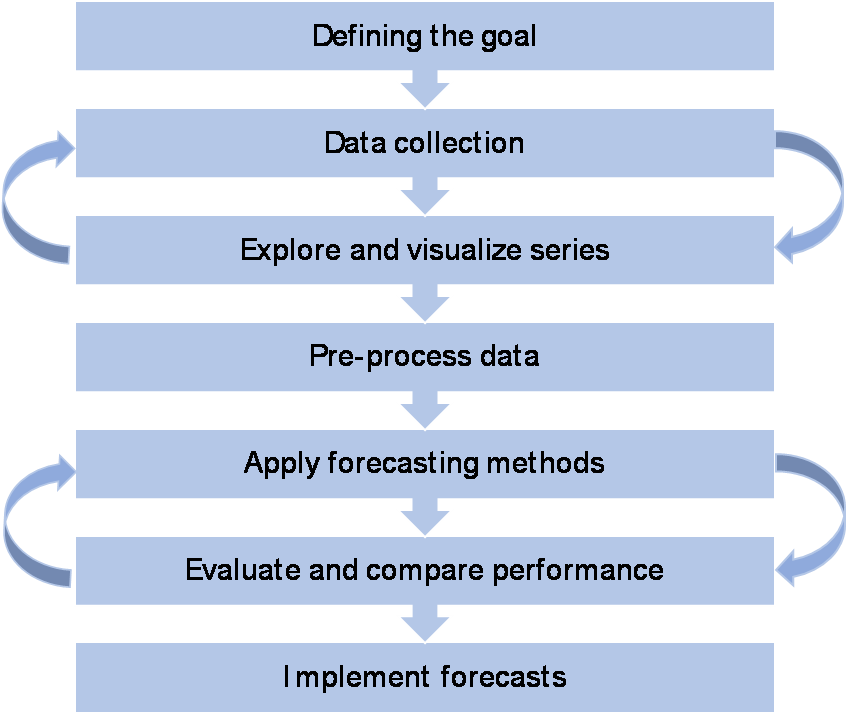 Defining the goal
Data collection
Explore and visualize series
Pre-process data
Apply forecasting methods
Evaluate and compare performance
Implement forecasts